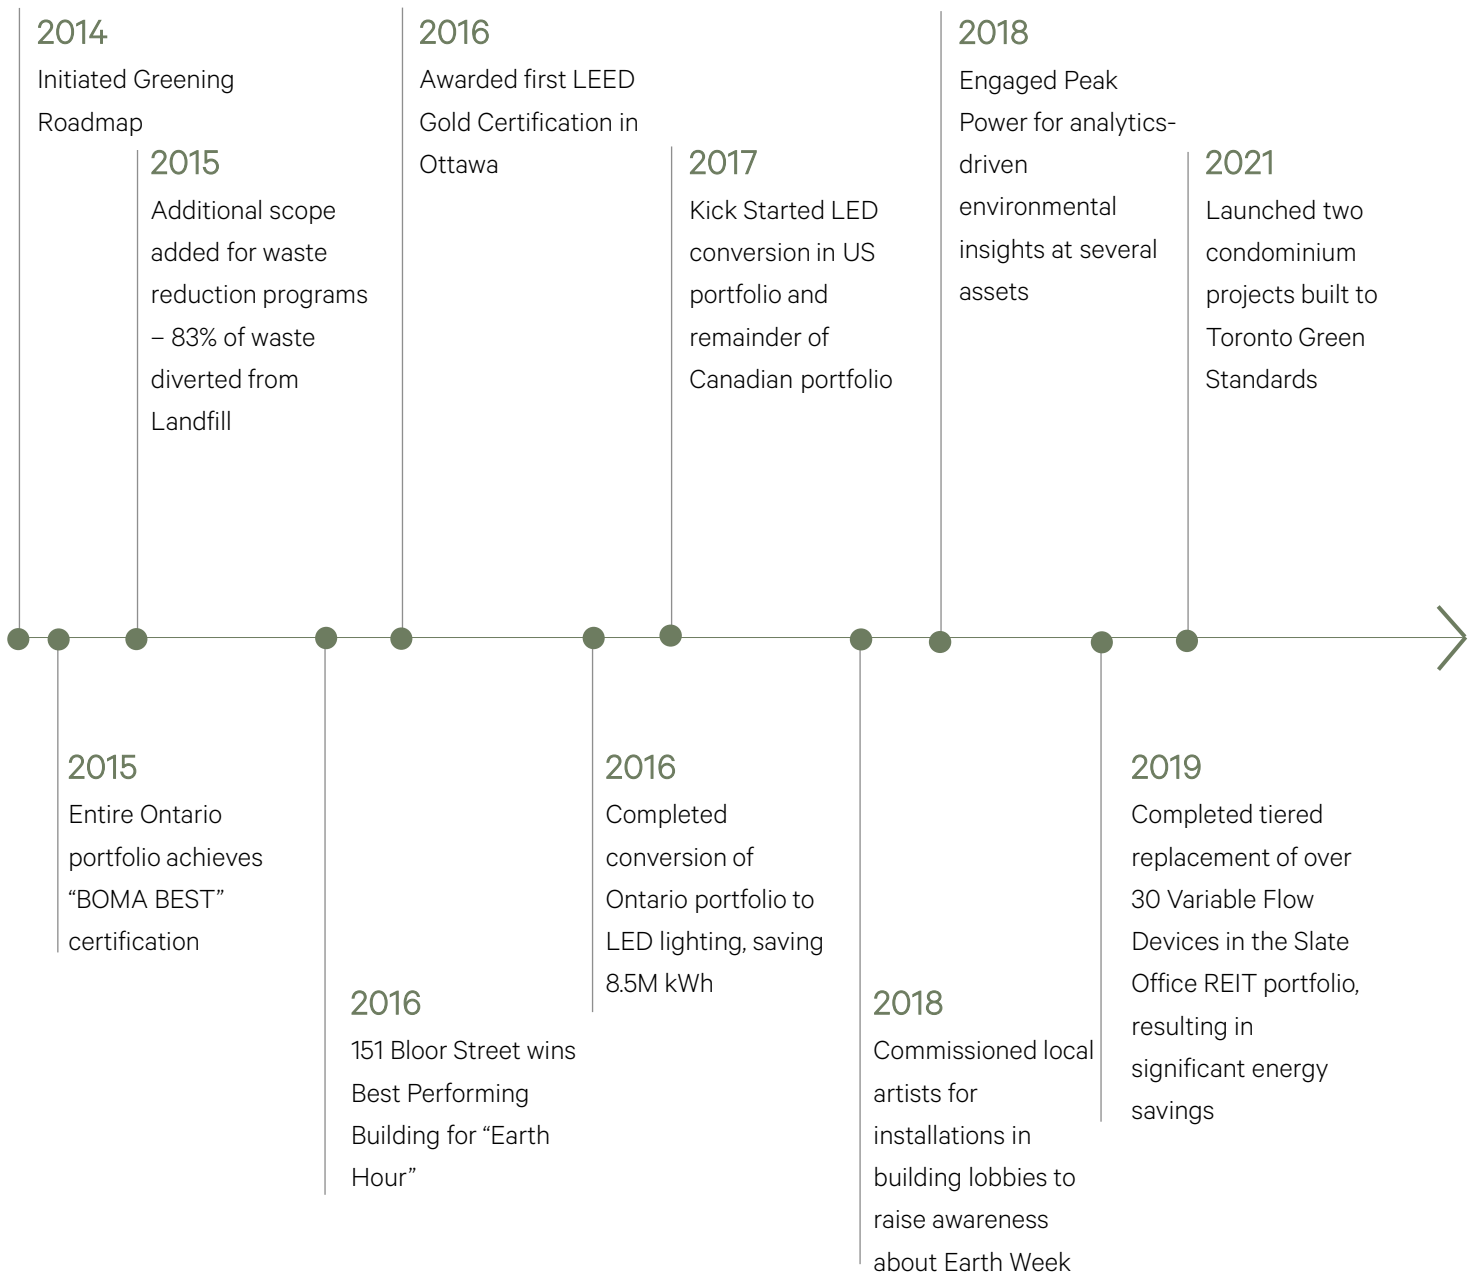 2014
Initiated Greening
Roadmap
2015
Additional scope
added for waste
reduction programs
– 83% of waste
diverted from
Landfill
2016
Awarded first LEED
Gold Certification in
Ottawa
2017
Kick Started LED
conversion in US
portfolio and
remainder of
Canadian portfolio
2018
Engaged Peak
Power for analytics-
driven
environmental
insights at several
assets
2021
Launched two
condominium
projects built to
Toronto Green
Standards
2015
Entire Ontario
portfolio achieves
“BOMA BEST”
certification
2016
151 Bloor Street wins
Best Performing
Building for “Earth
Hour”
2016
Completed
conversion of
Ontario portfolio to
LED lighting, saving
8.5M kWh
2018
Commissioned local
artists for
installations in
building lobbies to
raise awareness
about Earth Week
2019
Completed tiered
replacement of over
30 Variable Flow
Devices in the Slate
Office REIT portfolio,
resulting in
significant energy
savings